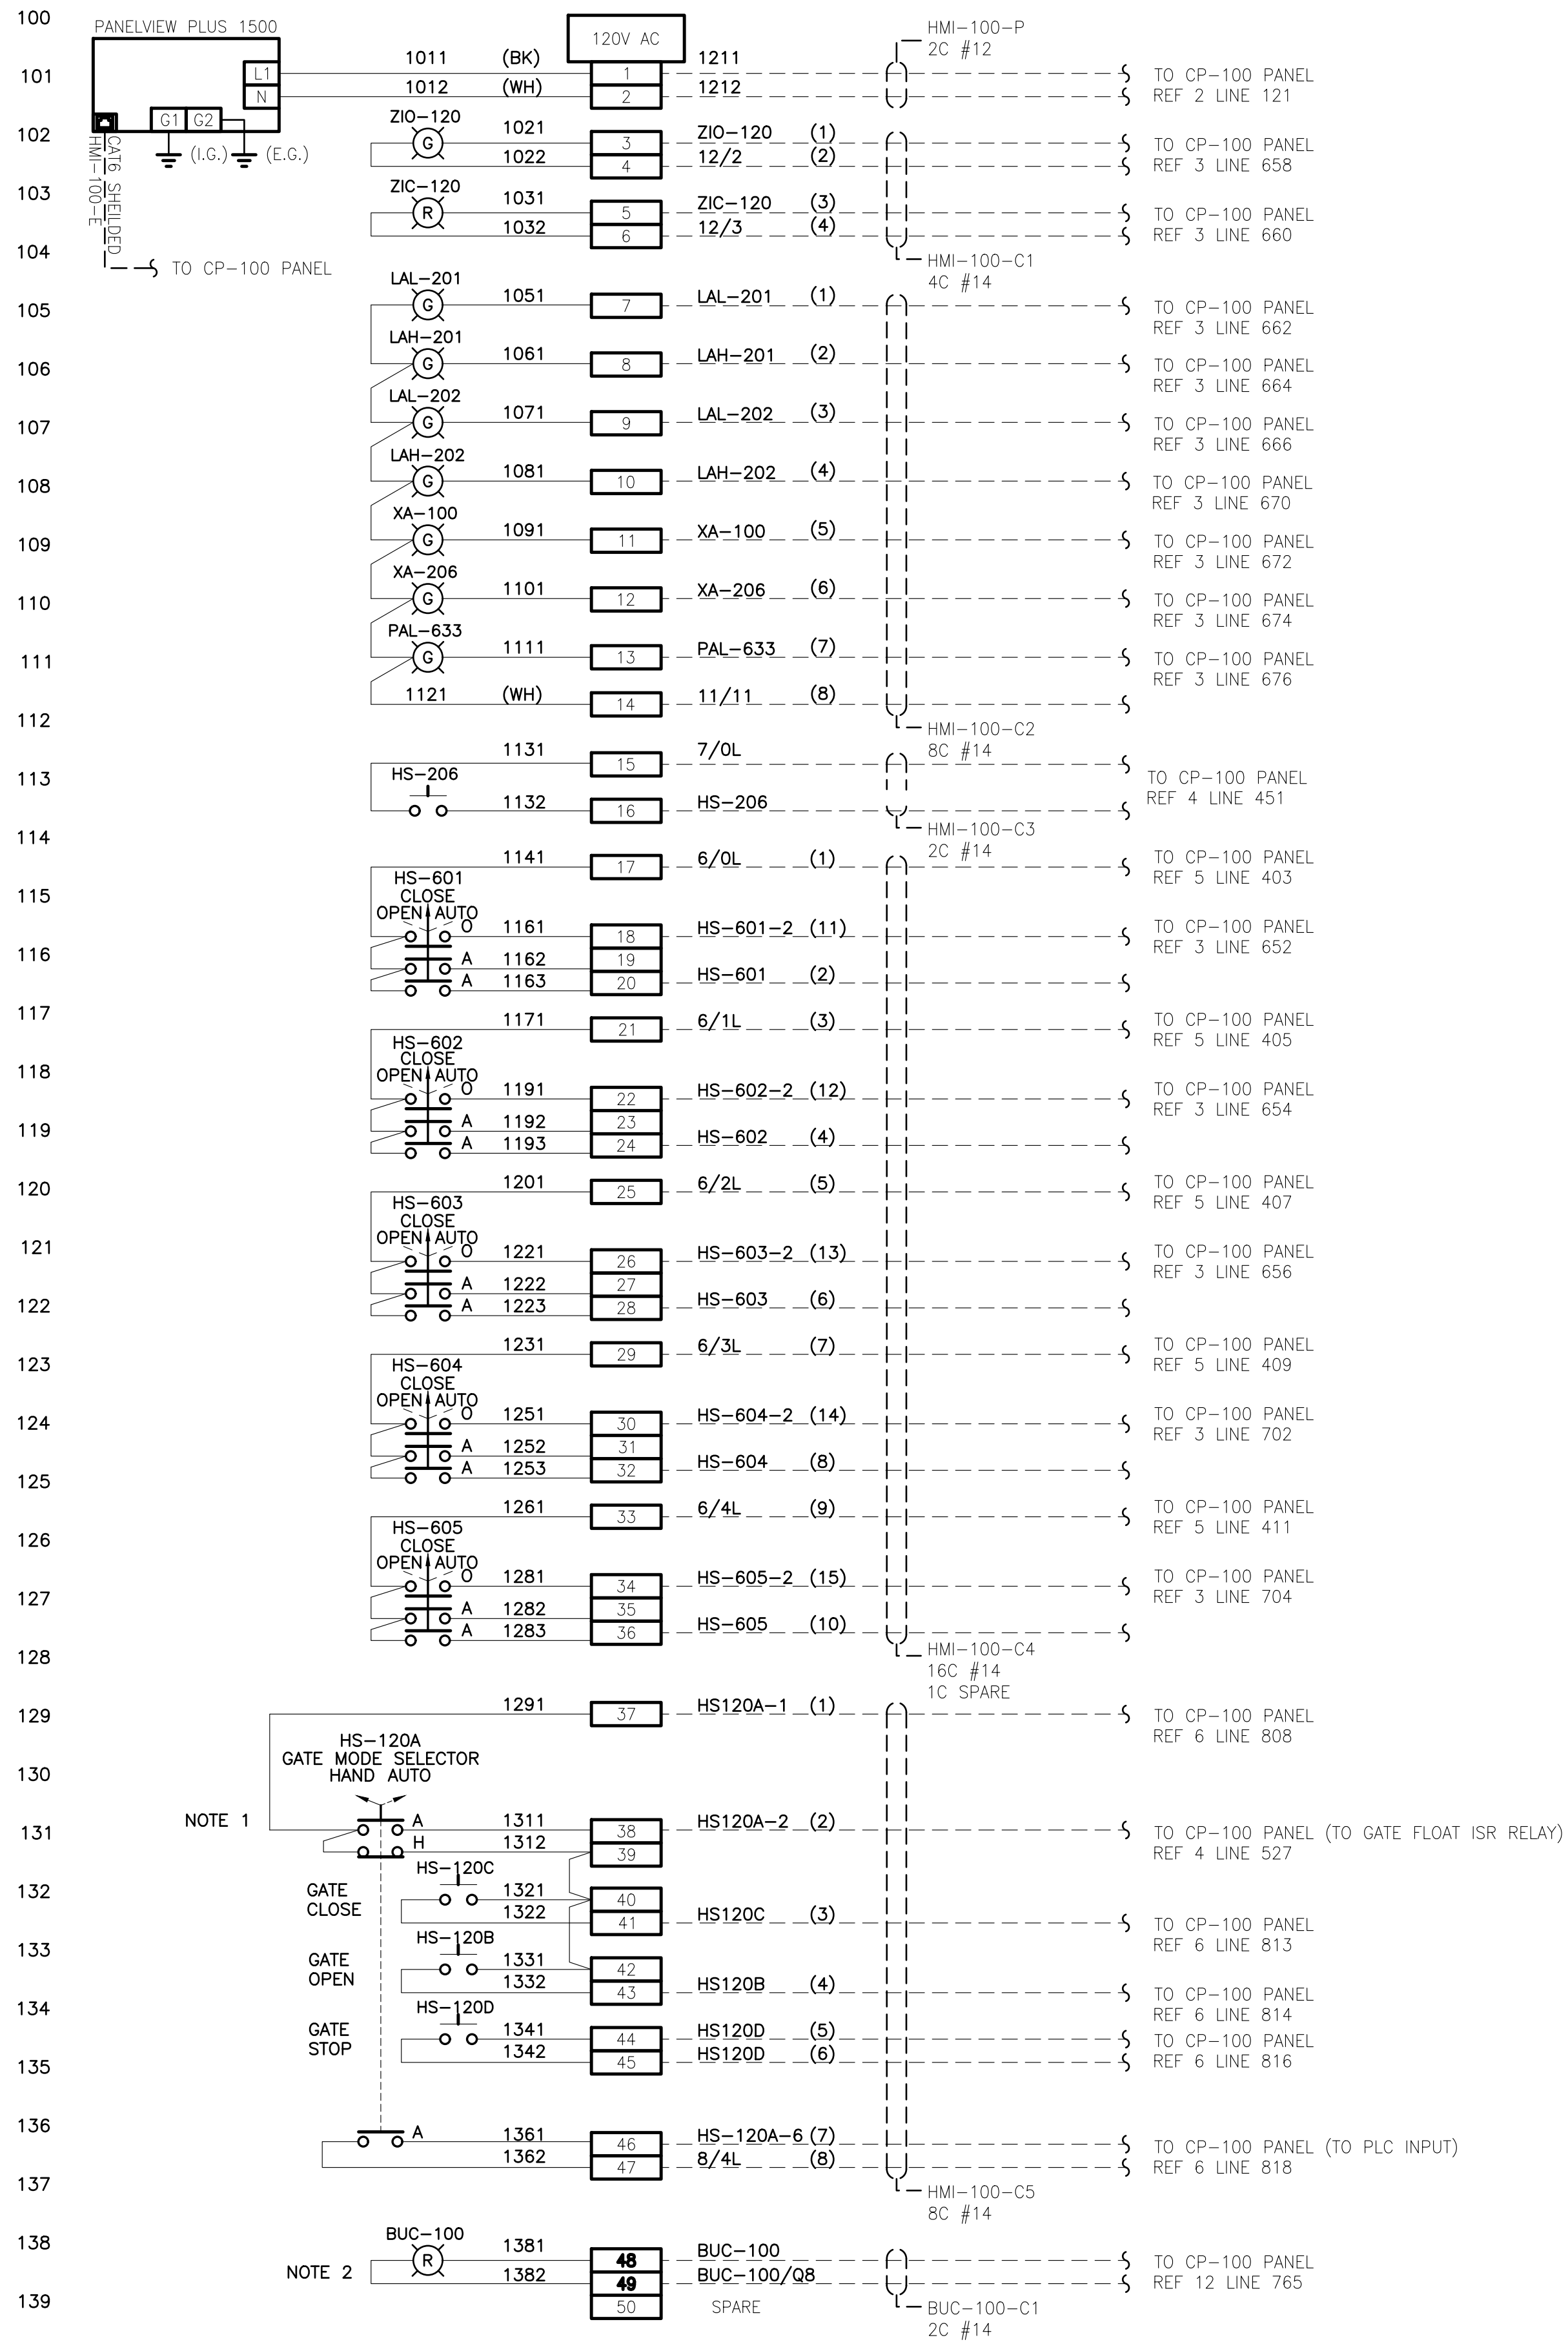 100
PANELVIEW PLUS 1500
120V AC
HMI-100-P
2C #12
101
L1
N
1011 (BK) 1 1211
1012 (WH) 2 1212
TO CP-100 PANEL
REF 2 LINE 121
G1 G2
(I.G.) (E.G.)
CAT6 SHEILDED
HMI-100-E
TO CP-100 PANEL
102
ZIO-120
G
1021 3 ZIO-120 (1)
1022 4 12/2 (2)
TO CP-100 PANEL
REF 3 LINE 658
103
ZIC-120
R
1031 5 ZIC-120 (3)
1032 6 12/3 (4)
TO CP-100 PANEL
REF 3 LINE 660
104
HMI-100-C1
4C #14
105
LAL-201
G 1051 7 LAL-201 (1)
TO CP-100 PANEL
REF 3 LINE 662
106
LAH-201
G 1061 8 LAH-201 (2)
TO CP-100 PANEL
REF 3 LINE 664
107
LAL-202
G 1071 9 LAL-202 (3)
TO CP-100 PANEL
REF 3 LINE 666
108
LAH-202
G 1081 10 LAH-202 (4)
TO CP-100 PANEL
REF 3 LINE 670
109
XA-100
G 1091 11 XA-100 (5)
TO CP-100 PANEL
REF 3 LINE 672
110
XA-206
G 1101 12 XA-206 (6)
TO CP-100 PANEL
REF 3 LINE 674
111
PAL-633
G 1111 13 PAL-633 (7)
TO CP-100 PANEL
REF 3 LINE 676
1121 (WH) 14 11/11 (8)
112
HMI-100-C2
8C #14
113
1131 15 7/0L
HS-206
1132 16 HS-206
TO CP-100 PANEL
REF 4 LINE 451
114
HMI-100-C3
2C #14
1141 17 6/0L (1)
TO CP-100 PANEL
REF 5 LINE 403
115
HS-601
CLOSE
OPEN AUTO
O 1161 18 HS-601-2 (11)
TO CP-100 PANEL
REF 3 LINE 652
116
A 1162 19
A 1163 20 HS-601 (2)
117
1171 21 6/1L (3)
TO CP-100 PANEL
REF 5 LINE 405
118
HS-602
CLOSE
OPEN AUTO
O 1191 22 HS-602-2 (12)
TO CP-100 PANEL
REF 3 LINE 654
119
A 1192 23
A 1193 24 HS-602 (4)
120
1201 25 6/2L (5)
TO CP-100 PANEL
REF 5 LINE 407
121
HS-603
CLOSE
OPEN AUTO
O 1221 26 HS-603-2 (13)
TO CP-100 PANEL
REF 3 LINE 656
122
A 1222 27
A 1223 28 HS-603 (6)
123
1231 29 6/3L (7)
TO CP-100 PANEL
REF 5 LINE 409
124
HS-604
CLOSE
OPEN AUTO
O 1251 30 HS-604-2 (14)
TO CP-100 PANEL
REF 3 LINE 702
125
A 1252 31
A 1253 32 HS-604 (8)
1261 33 6/4L (9)
TO CP-100 PANEL
REF 5 LINE 411
126
HS-605
CLOSE
OPEN AUTO
127
O 1281 34 HS-605-2 (15)
TO CP-100 PANEL
REF 3 LINE 704
A 1282 35
A 1283 36 HS-605 (10)
128
HMI-100-C4
16C #14
1C SPARE
129
1291 37 HS120A-1 (1)
TO CP-100 PANEL
REF 6 LINE 808
130
HS-120A
GATE MODE SELECTOR
HAND AUTO
131
NOTE 1
A 1311 38 HS120A-2 (2)
H 1312 39
TO CP-100 PANEL (TO GATE FLOAT ISR RELAY)
REF 4 LINE 527
132
GATE
CLOSE
HS-120C
1321 40
1322 41 HS120C (3)
TO CP-100 PANEL
REF 6 LINE 813
133
GATE
OPEN
HS-120B
1331 42
1332 43 HS120B (4)
TO CP-100 PANEL
REF 6 LINE 814
134
GATE
STOP
HS-120D
1341 44 HS120D (5)
1342 45 HS120D (6)
TO CP-100 PANEL
REF 6 LINE 816
135
136
A 1361 46 HS-120A-6 (7)
1362 47 8/4L (8)
TO CP-100 PANEL (TO PLC INPUT)
REF 6 LINE 818
137
HMI-100-C5
8C #14
138
NOTE 2
BUC-100
R
1381 48 BUC-100
1382 49 BUC-100/Q8
TO CP-100 PANEL
REF 12 LINE 765
139
50 SPARE
BUC-100-C1
2C #14